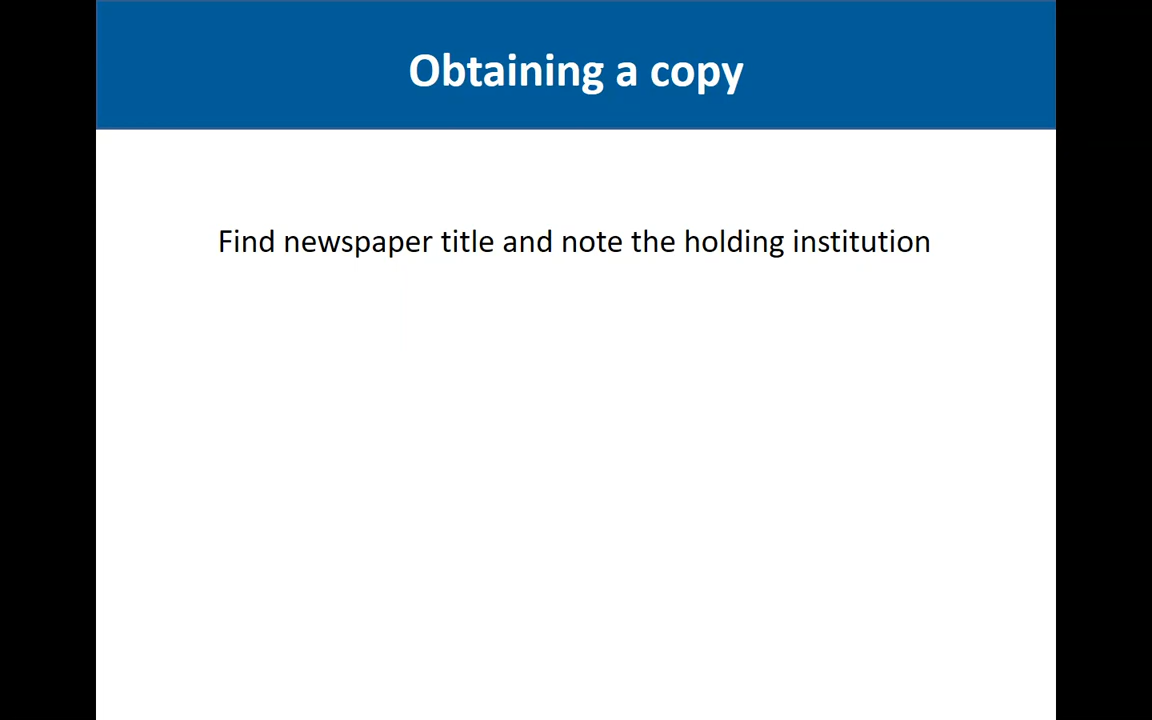 Obtaining a copy
Find newspaper title and note the holding institution